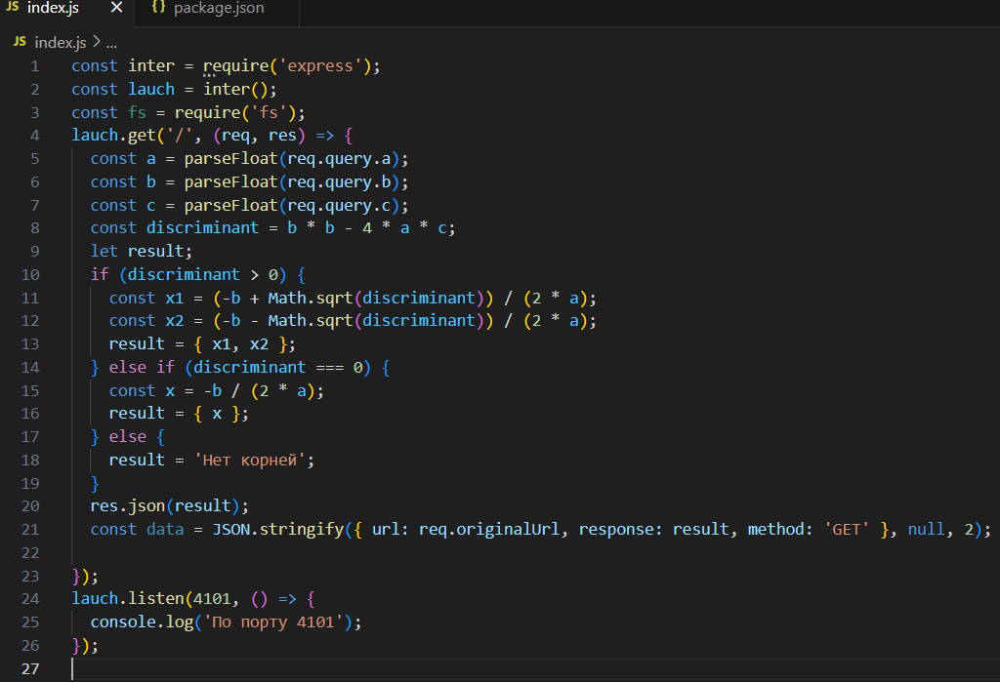 JS index.js × {} package.json
JS index.js > ...
1 const inter = require('express');
2 const lauch = inter();
3 const fs = require('fs');
4 lauch.get('/', (req, res) => {
5 const a = parseFloat(req.query.a);
6 const b = parseFloat(req.query.b);
7 const c = parseFloat(req.query.c);
8 const discriminant = b * b - 4 * a * c;
9 let result;
10 if (discriminant > 0) {
11 const x1 = (-b + Math.sqrt(discriminant)) / (2 * a);
12 const x2 = (-b - Math.sqrt(discriminant)) / (2 * a);
13 result = { x1, x2 };
14 } else if (discriminant === 0) {
15 const x = -b / (2 * a);
16 result = { x };
17 } else {
18 result = 'Нет корней';
19 }
20 res.json(result);
21 const data = JSON.stringify({ url: req.originalUrl, response: result, method: 'GET' }, null, 2);
22
23 });
24 lauch.listen(4101, () => {
25 console.log('По порту 4101');
26 });
27